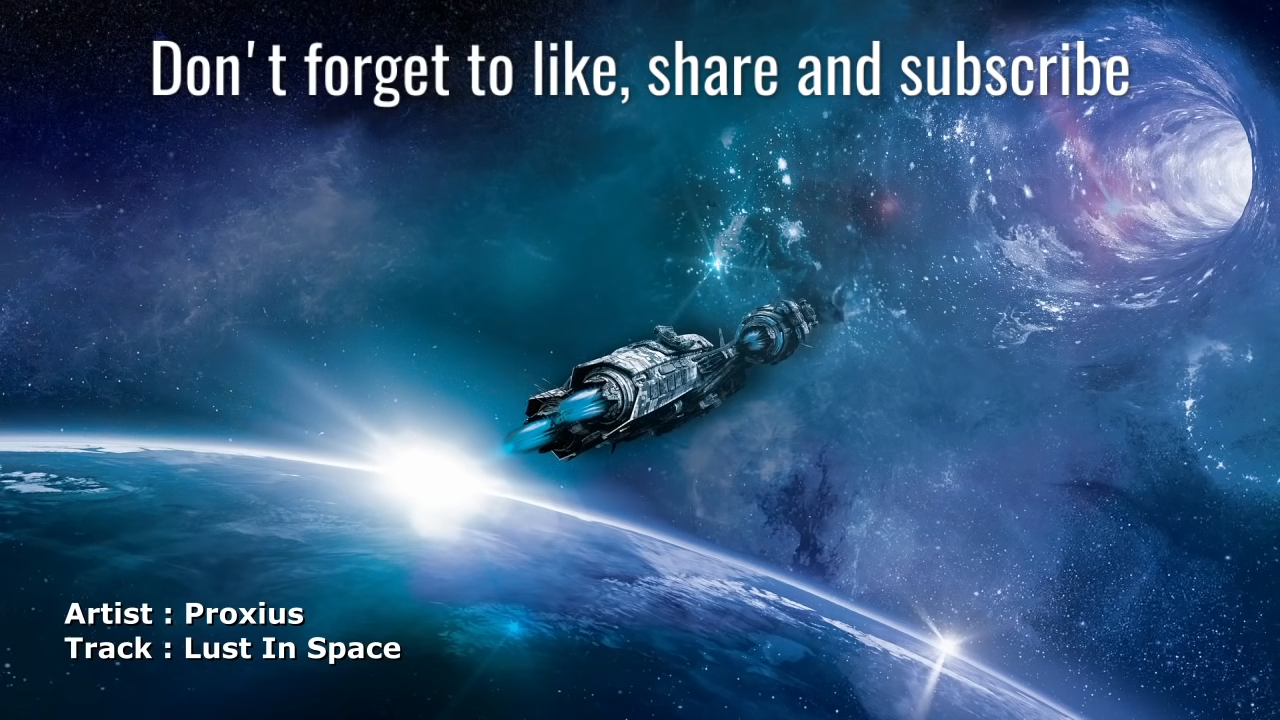 Don't forget to like, share and subscribe
Artist : Proxius
Track : Lust In Space